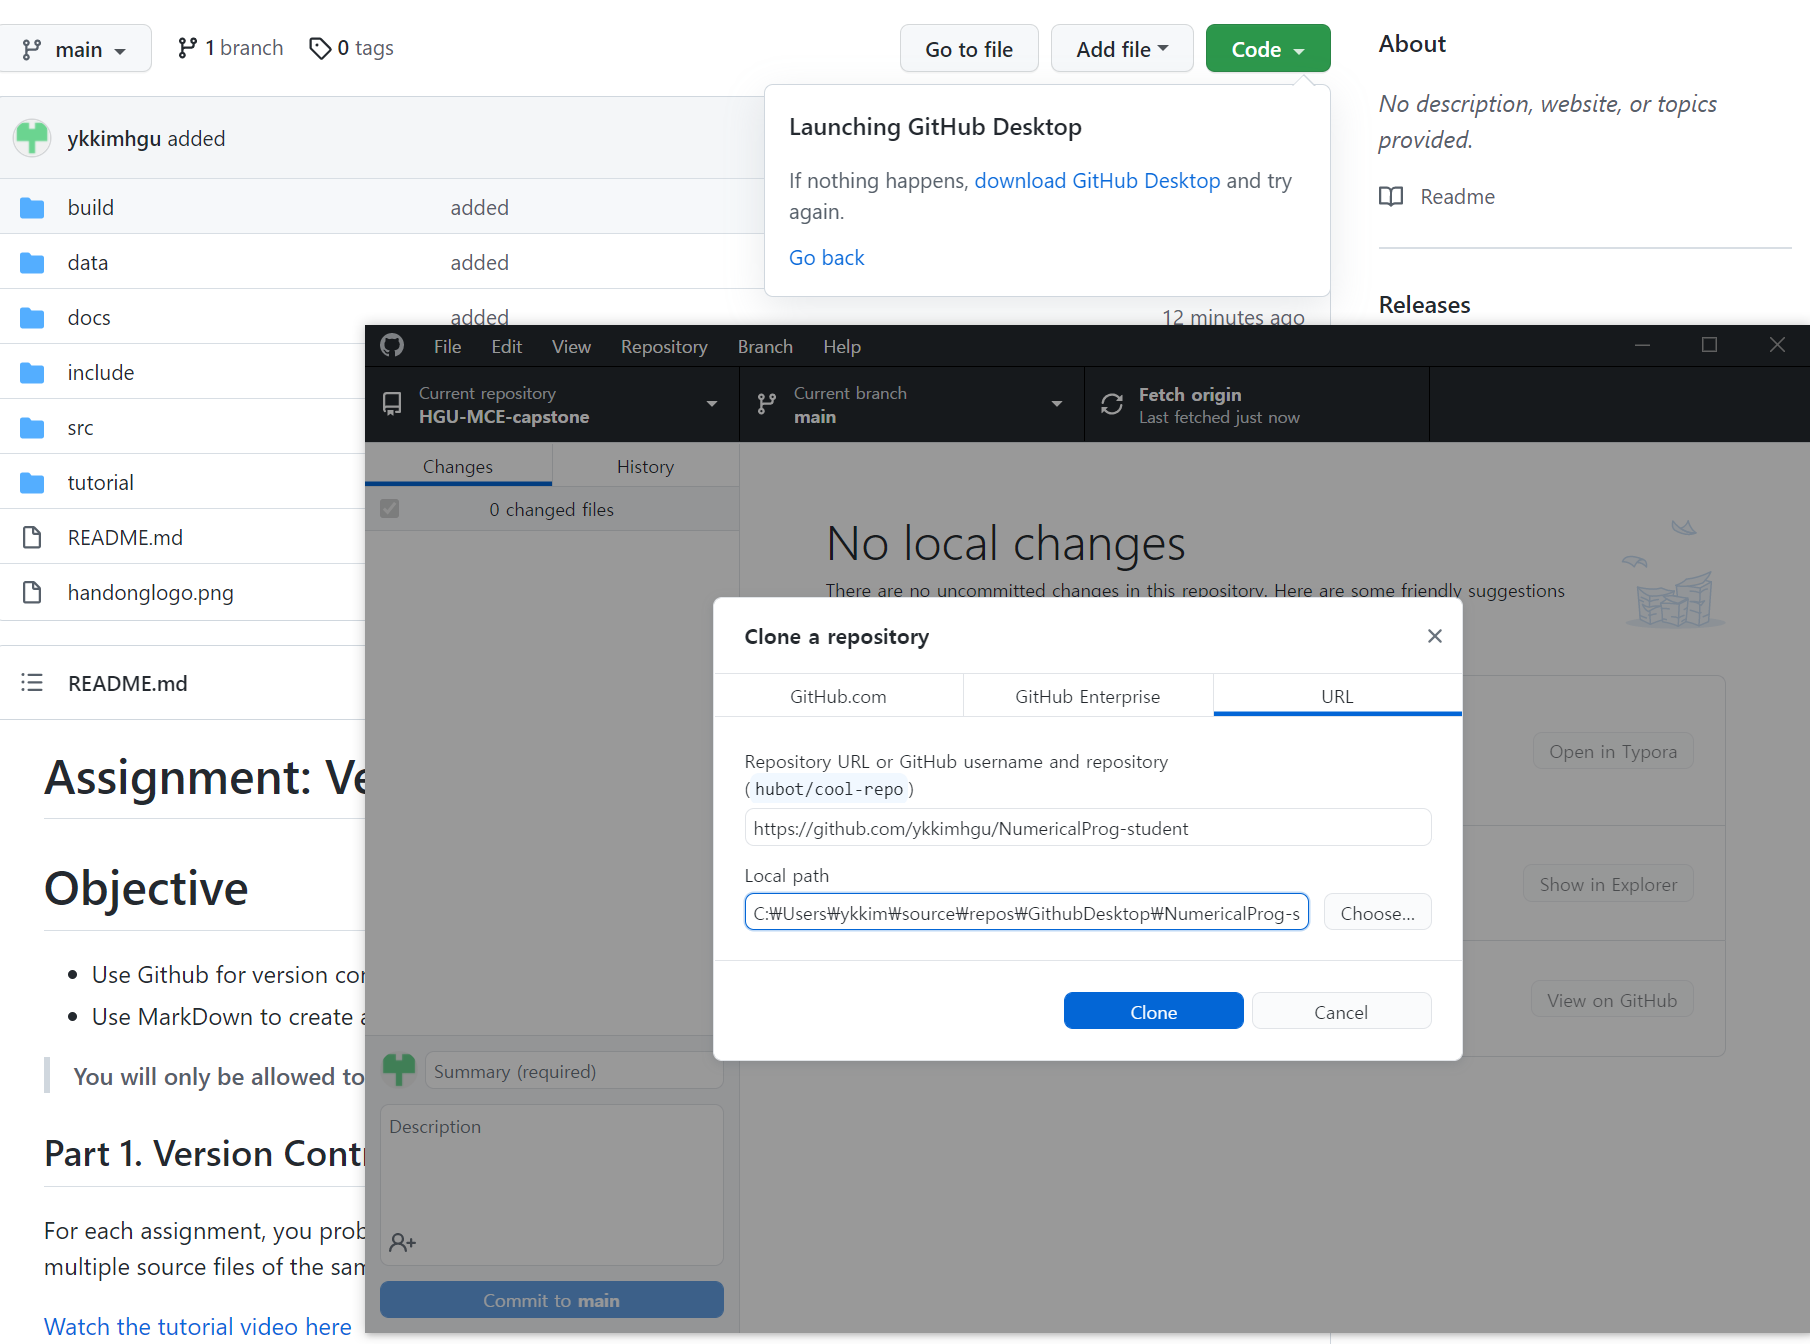 main
1 branch
0 tags
Go to file
Add file
Code
About
No description, website, or topics
provided.
Readme
Releases
ykkimhgu added
Launching GitHub Desktop
If nothing happens, download GitHub Desktop and try
again.
Go back
build added
data added
docs added 12 minutes ago
include
src
tutorial
README.md
handonglogo.png
README.md
Assignment: Ve
Objective
Use Github for version con
Use MarkDown to create a
You will only be allowed to
Part 1. Version Contr
For each assignment, you prob
multiple source files of the sam
Watch the tutorial video here
File Edit View Repository Branch Help
Current repository
HGU-MCE-capstone
Current branch
main
Fetch origin
Last fetched just now
Changes History
0 changed files
No local changes
There are no uncommitted changes in this repository. Here are some friendly suggestions
Open in Typora
Show in Explorer
View on GitHub
Clone a repository
GitHub.com GitHub Enterprise URL
Repository URL or GitHub username and repository
(hubot/cool-repo)
https://github.com/ykkimhgu/NumericalProg-student
Local path
C:₩Users₩ykkim₩source₩repos₩GithubDesktop₩NumericalProg-s
Choose...
Clone Cancel
Summary (required)
Description
Commit to main